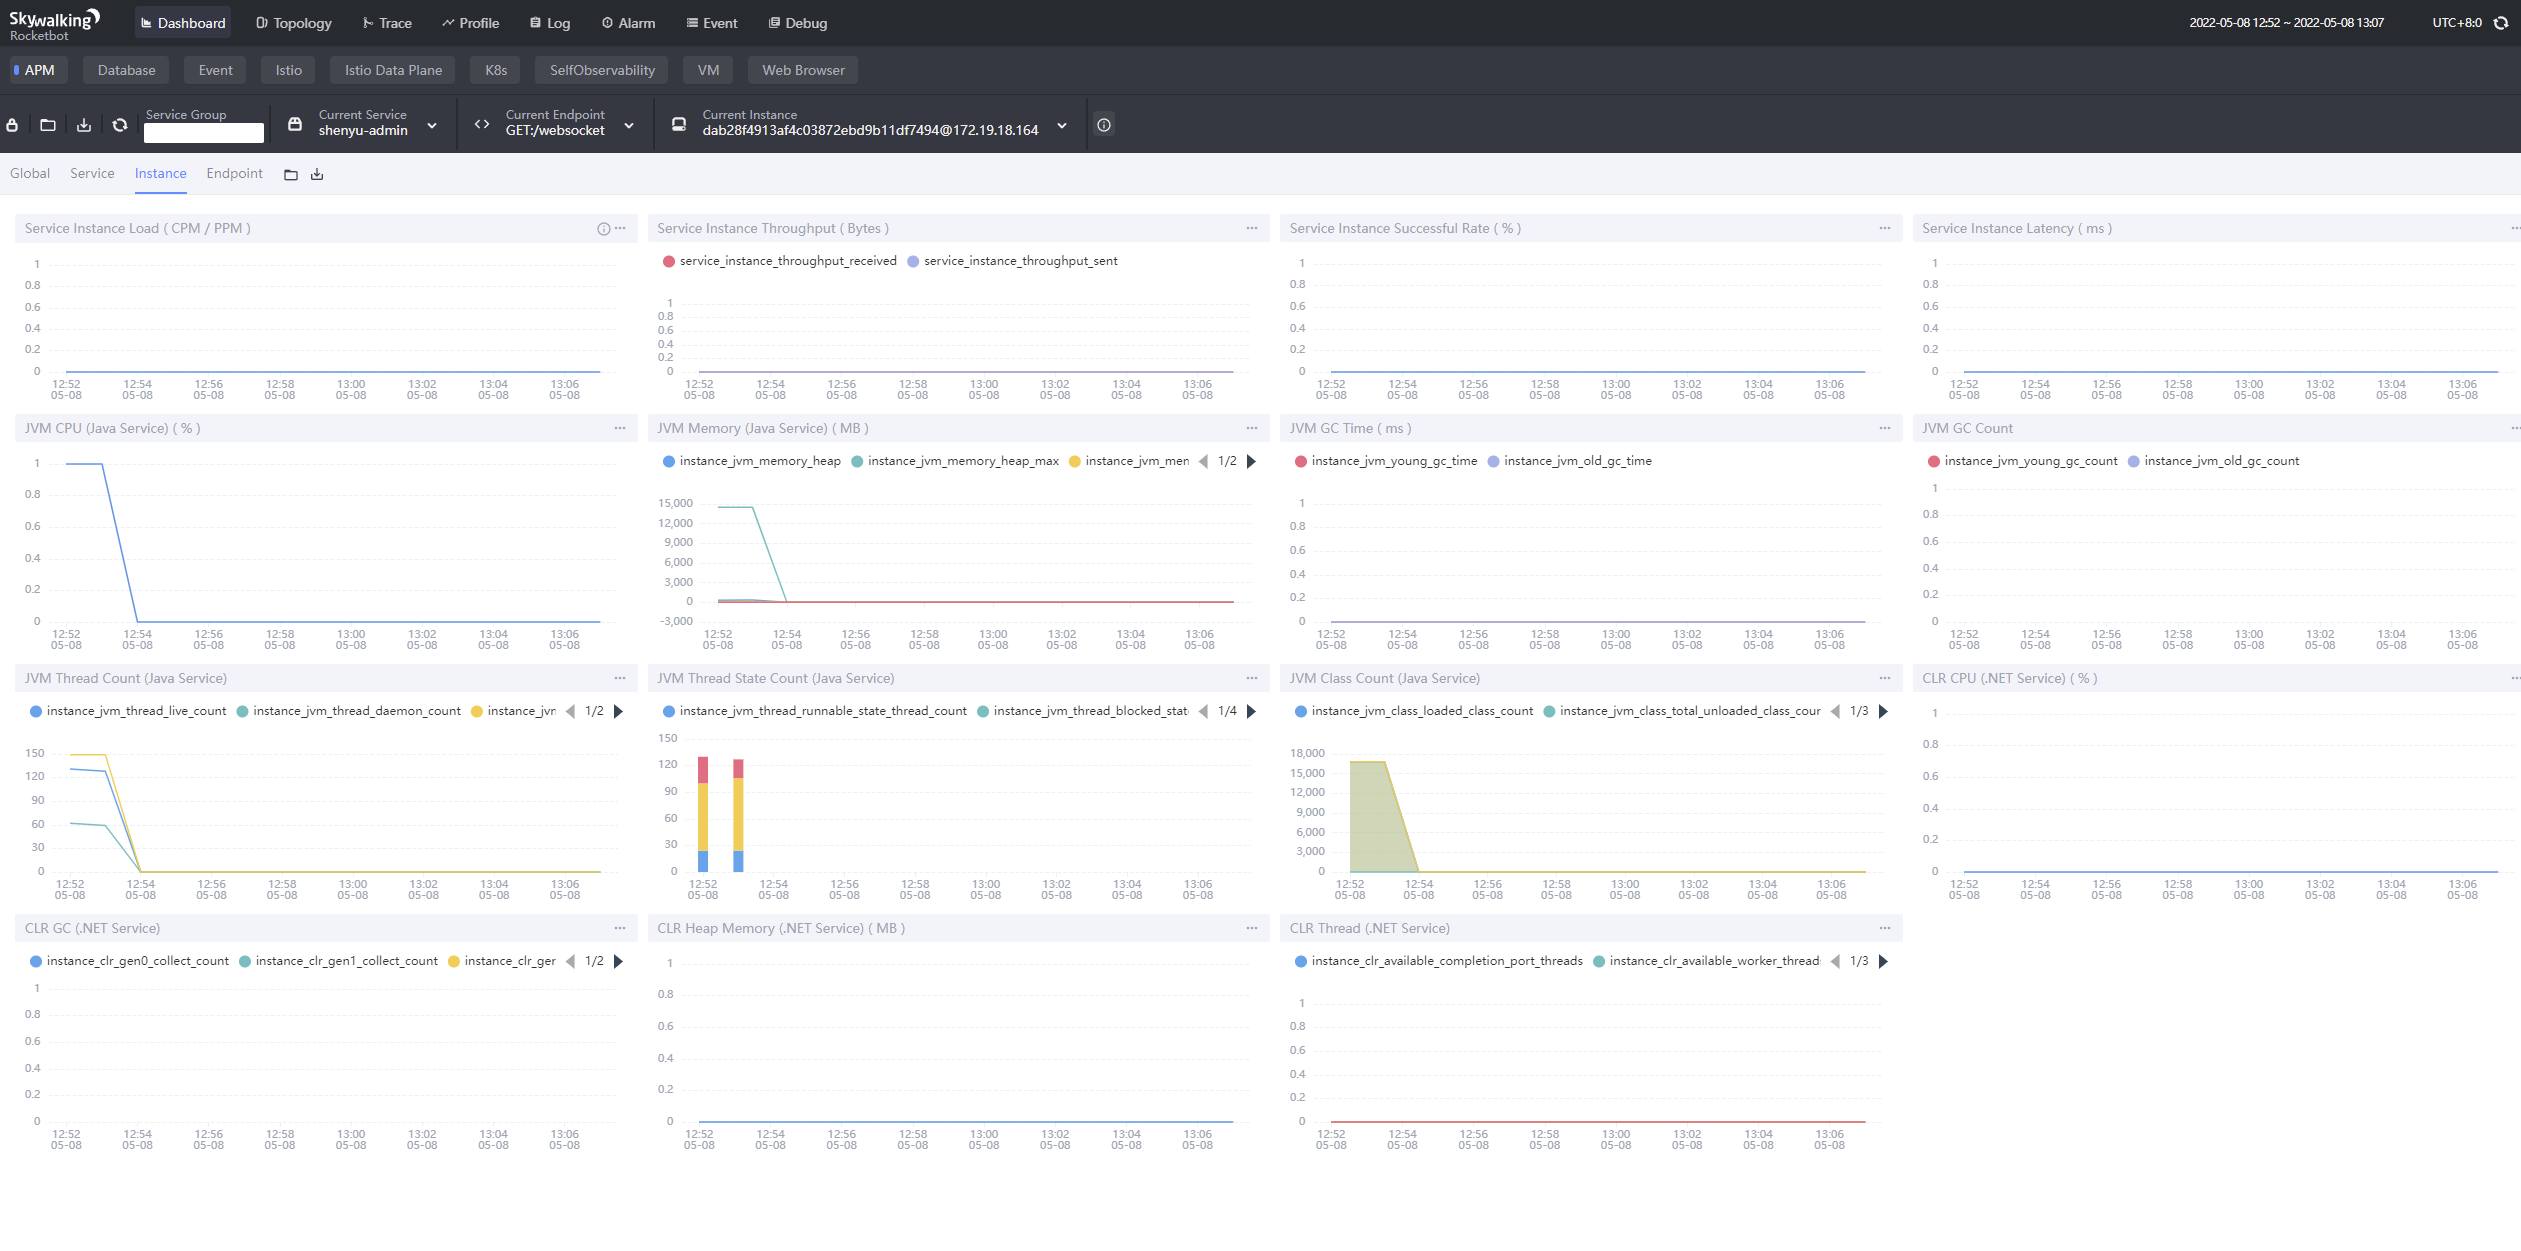 Skywalking
Rocketbot
Dashboard Topology Trace Profile Log Alarm Event Debug
2022-05-08 12:52 ~ 2022-05-08 13:07 UTC+8:0
APM Database Event Istio Istio Data Plane K8s SelfObservability VM Web Browser
Service Group
Current Service
shenyu-admin
Current Endpoint
GET:/websocket
Current Instance
dab28f4913af4c03872ebd9b11df7494@172.19.18.164
Global Service Instance Endpoint
Service Instance Load ( CPM / PPM )
1
0.8
0.6
0.4
0.2
0
12:52 12:54 12:56 12:58 13:00 13:02 13:04 13:06
05-08 05-08 05-08 05-08 05-08 05-08 05-08 05-08
Service Instance Throughput ( Bytes )
service_instance_throughput_received service_instance_throughput_sent
1
0.8
0.6
0.4
0.2
0
12:52 12:54 12:56 12:58 13:00 13:02 13:04 13:06
05-08 05-08 05-08 05-08 05-08 05-08 05-08 05-08
Service Instance Successful Rate ( % )
1
0.8
0.6
0.4
0.2
0
12:52 12:54 12:56 12:58 13:00 13:02 13:04 13:06
05-08 05-08 05-08 05-08 05-08 05-08 05-08 05-08
Service Instance Latency ( ms )
1
0.8
0.6
0.4
0.2
0
12:52 12:54 12:56 12:58 13:00 13:02 13:04 13:06
05-08 05-08 05-08 05-08 05-08 05-08 05-08 05-08
JVM CPU (Java Service) ( % )
1
0.8
0.6
0.4
0.2
0
12:52 12:54 12:56 12:58 13:00 13:02 13:04 13:06
05-08 05-08 05-08 05-08 05-08 05-08 05-08 05-08
JVM Memory (Java Service) ( MB )
instance_jvm_memory_heap instance_jvm_memory_heap_max instance_jvm_mem 1/2
15,000
12,000
9,000
6,000
3,000
0
-3,000
12:52 12:54 12:56 12:58 13:00 13:02 13:04 13:06
05-08 05-08 05-08 05-08 05-08 05-08 05-08 05-08
JVM GC Time ( ms )
instance_jvm_young_gc_time instance_jvm_old_gc_time
1
0.8
0.6
0.4
0.2
0
12:52 12:54 12:56 12:58 13:00 13:02 13:04 13:06
05-08 05-08 05-08 05-08 05-08 05-08 05-08 05-08
JVM GC Count
instance_jvm_young_gc_count instance_jvm_old_gc_count
1
0.8
0.6
0.4
0.2
0
12:52 12:54 12:56 12:58 13:00 13:02 13:04 13:06
05-08 05-08 05-08 05-08 05-08 05-08 05-08 05-08
JVM Thread Count (Java Service)
instance_jvm_thread_live_count instance_jvm_thread_daemon_count instance_jvm 1/2
150
120
90
60
30
0
12:52 12:54 12:56 12:58 13:00 13:02 13:04 13:06
05-08 05-08 05-08 05-08 05-08 05-08 05-08 05-08
JVM Thread State Count (Java Service)
instance_jvm_thread_runnable_state_thread_count instance_jvm_thread_blocked_stat 1/4
150
120
90
60
30
0
12:52 12:54 12:56 12:58 13:00 13:02 13:04 13:06
05-08 05-08 05-08 05-08 05-08 05-08 05-08 05-08
JVM Class Count (Java Service)
instance_jvm_class_loaded_class_count instance_jvm_class_total_unloaded_class_cour 1/3
18,000
15,000
12,000
9,000
6,000
3,000
0
12:52 12:54 12:56 12:58 13:00 13:02 13:04 13:06
05-08 05-08 05-08 05-08 05-08 05-08 05-08 05-08
CLR CPU (.NET Service) ( % )
1
0.8
0.6
0.4
0.2
0
12:52 12:54 12:56 12:58 13:00 13:02 13:04 13:06
05-08 05-08 05-08 05-08 05-08 05-08 05-08 05-08
CLR GC (.NET Service)
instance_clr_gen0_collect_count instance_clr_gen1_collect_count instance_clr_ger 1/2
1
0.8
0.6
0.4
0.2
0
12:52 12:54 12:56 12:58 13:00 13:02 13:04 13:06
05-08 05-08 05-08 05-08 05-08 05-08 05-08 05-08
CLR Heap Memory (.NET Service) ( MB )
1
0.8
0.6
0.4
0.2
0
12:52 12:54 12:56 12:58 13:00 13:02 13:04 13:06
05-08 05-08 05-08 05-08 05-08 05-08 05-08 05-08
CLR Thread (.NET Service)
instance_clr_available_completion_port_threads instance_clr_available_worker_thread 1/3
1
0.8
0.6
0.4
0.2
0
12:52 12:54 12:56 12:58 13:00 13:02 13:04 13:06
05-08 05-08 05-08 05-08 05-08 05-08 05-08 05-08